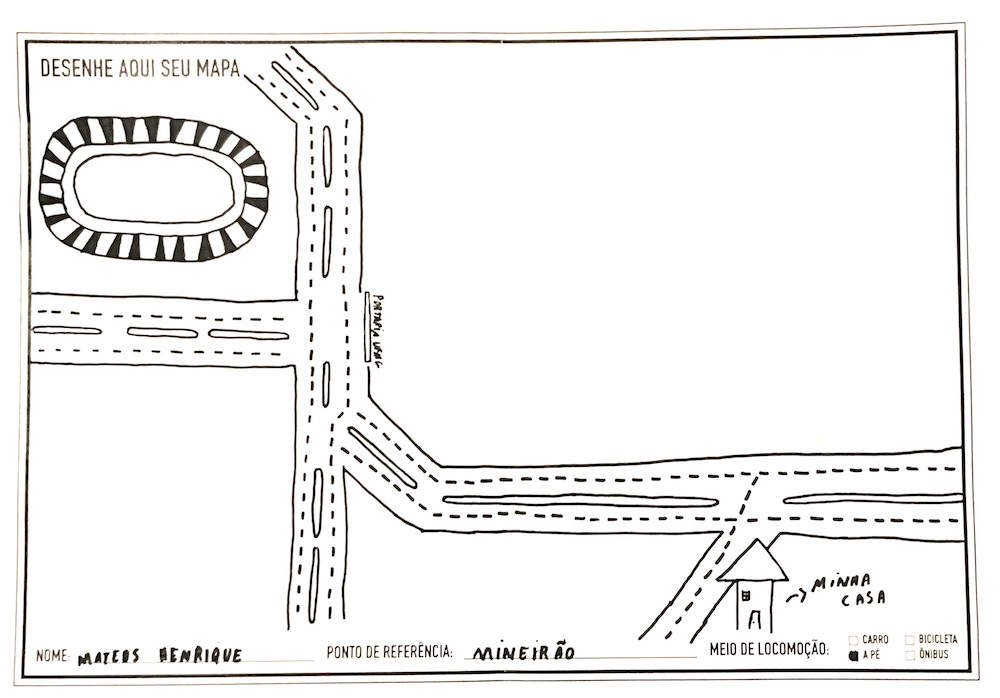 DESENHE AQUI SEU MAPA
PORTARIA UFMG
MINHA
CASA
NOME: MATEUS HENRIQUE
PONTO DE REFERÊNCIA: MINEIRÃO
MEIO DE LOCOMOÇÃO:
CARRO
BICICLETA
A PÉ
ÔNIBUS